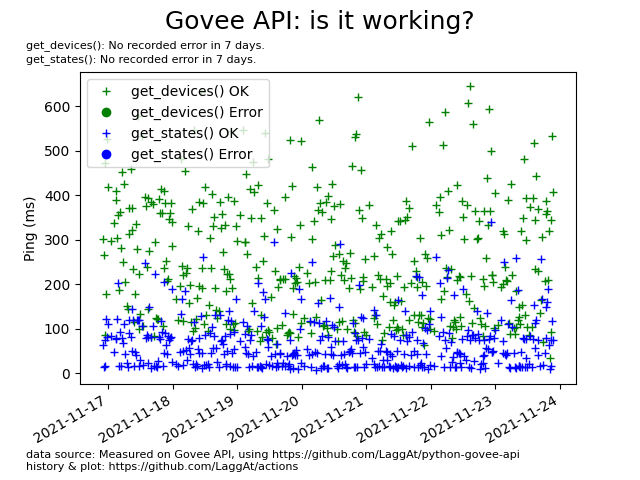 Govee API: is it working?
get_devices(): No recorded error in 7 days.
get_states(): No recorded error in 7 days.
get_devices() OK
get_devices() Error
get_states() OK
get_states() Error
Ping (ms)
600
500
400
300
200
100
0
2021-11-17
2021-11-18
2021-11-19
2021-11-20
2021-11-21
2021-11-22
2021-11-23
2021-11-24
data source: Measured on Govee API, using https://github.com/LaggAt/python-govee-api
history & plot: https://github.com/LaggAt/actions